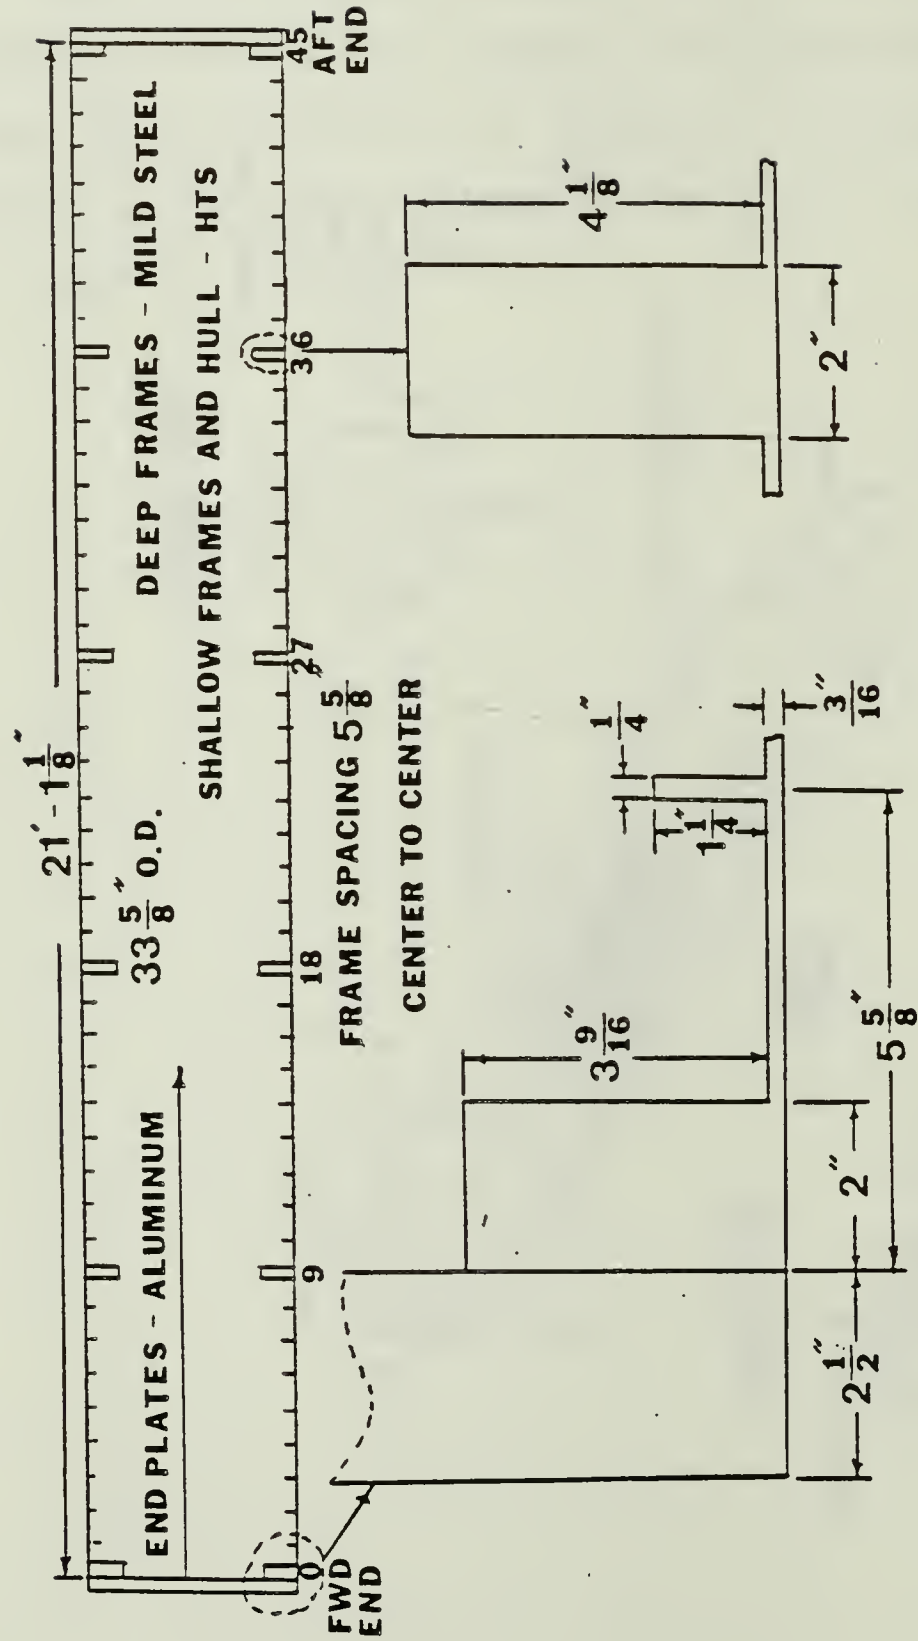 21' - 1 1/8"
33 5/8" O.D.
END PLATES - ALUMINUM
DEEP FRAMES - MILD STEEL
SHALLOW FRAMES AND HULL - HTS
0
9
18
27
36
45
FWD
END
AFT
END
FRAME SPACING 5 5/8"
CENTER TO CENTER
3 9/16"
1 1/4"
1/4"
3/16"
2 1/2"
2"
5 5/8"
4 1/8"
2"